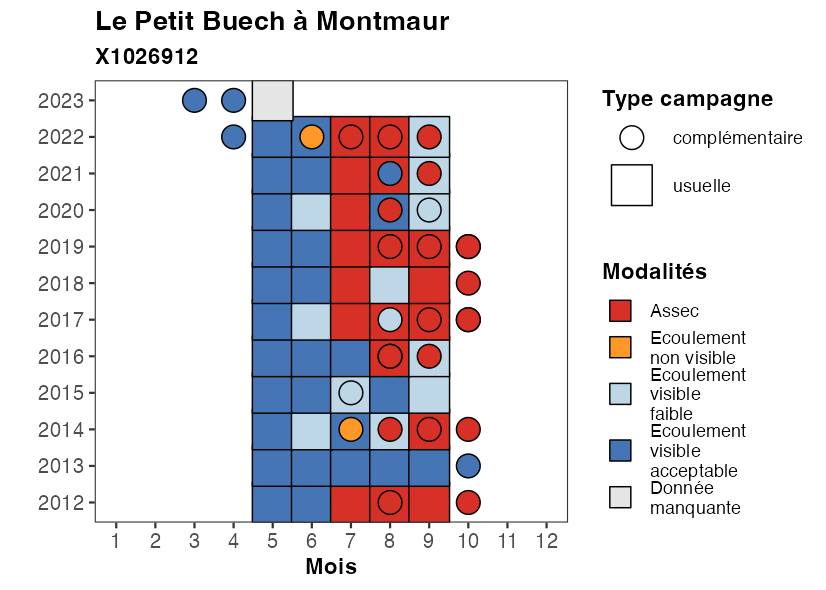 Le Petit Buech à Montmaur
X1026912
2023
2022
2021
2020
2019
2018
2017
2016
2015
2014
2013
2012
1 2 3 4 5 6 7 8 9 10 11 12
Mois
Type campagne
complémentaire
usuelle
Modalités
Assec
Ecoulement
non visible
Ecoulement
visible
faible
Ecoulement
visible
acceptable
Donnée
manquante